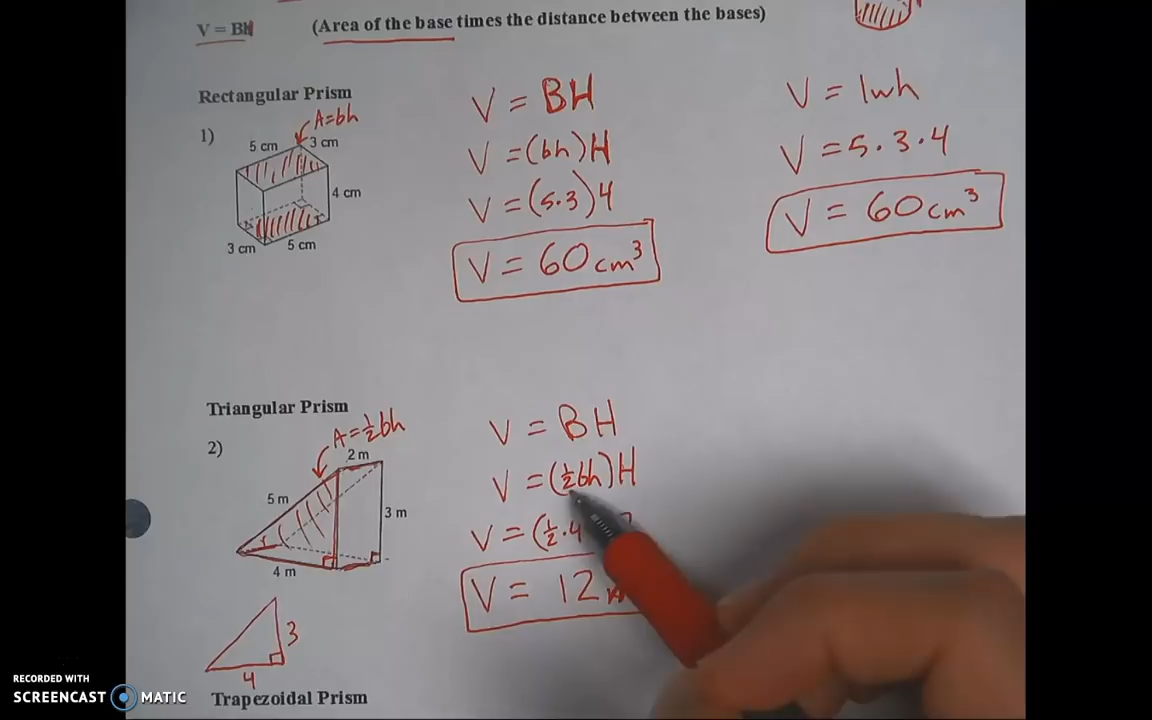 V = BH (Area of the base times the distance between the bases)
Rectangular Prism
1)
A=bh
5 cm
3 cm
4 cm
3 cm
5 cm
V = BH
V = (bh)H
V = (5·3)4
V = 60cm³
V = lwh
V = 5·3·4
V = 60cm³
Triangular Prism
2)
A=½bh
2 m
5 m
3 m
4 m
3
4
V = BH
V = (½bh)H
V = (½·4
V = 12
Trapezoidal Prism
RECORDED WITH
SCREENCAST MATIC